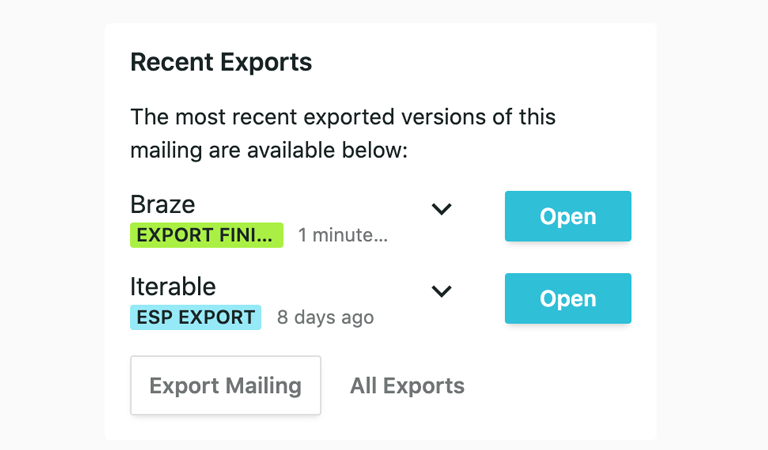 Recent Exports
The most recent exported versions of this
mailing are available below:
Braze
Open
EXPORT FINI... 1 minute...
Iterable
Open
ESP EXPORT 8 days ago
Export Mailing All Exports